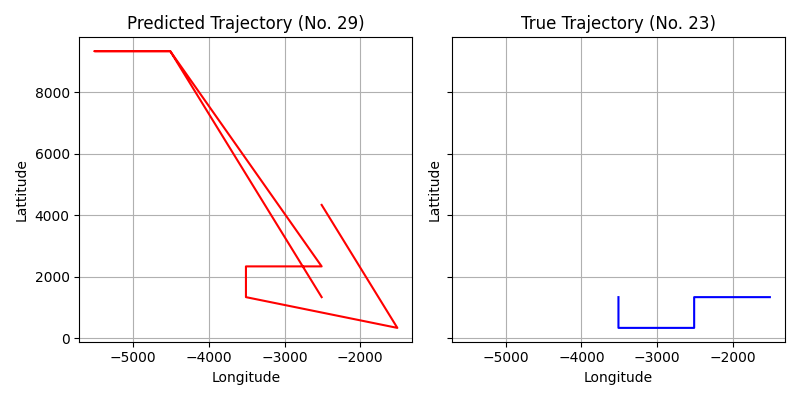 Predicted Trajectory (No. 29)
True Trajectory (No. 23)
Lattitude
8000
6000
4000
2000
0
−5000
−4000
−3000
−2000
Longitude
Lattitude
−5000
−4000
−3000
−2000
Longitude